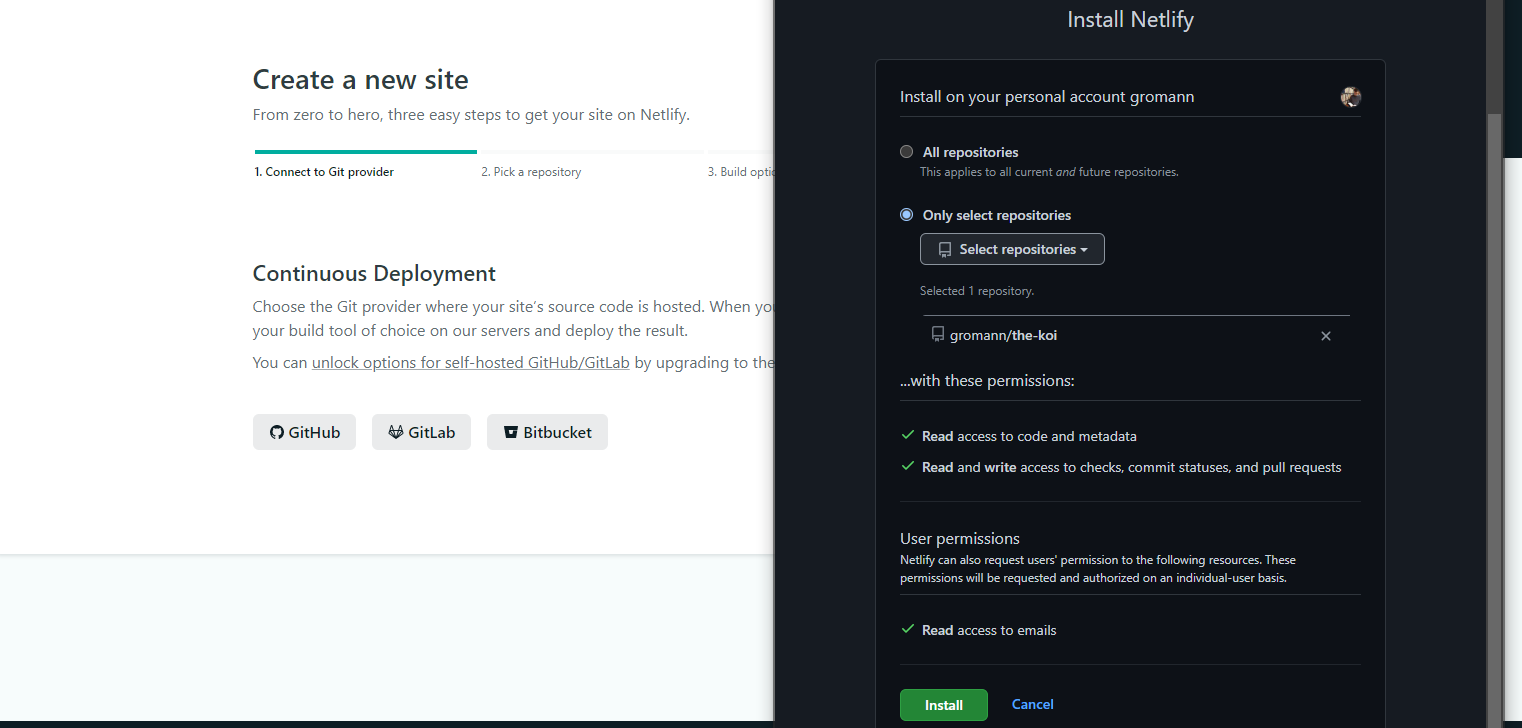 Create a new site
From zero to hero, three easy steps to get your site on Netlify.
1. Connect to Git provider
2. Pick a repository
3. Build optio
Continuous Deployment
Choose the Git provider where your site’s source code is hosted. When you
your build tool of choice on our servers and deploy the result.
You can unlock options for self-hosted GitHub/GitLab by upgrading to the
GitHub
GitLab
Bitbucket
Install Netlify
Install on your personal account gromann
All repositories
This applies to all current and future repositories.
Only select repositories
Select repositories
Selected 1 repository.
gromann/the-koi
...with these permissions:
Read access to code and metadata
Read and write access to checks, commit statuses, and pull requests
User permissions
Netlify can also request users' permission to the following resources. These
permissions will be requested and authorized on an individual-user basis.
Read access to emails
Install
Cancel